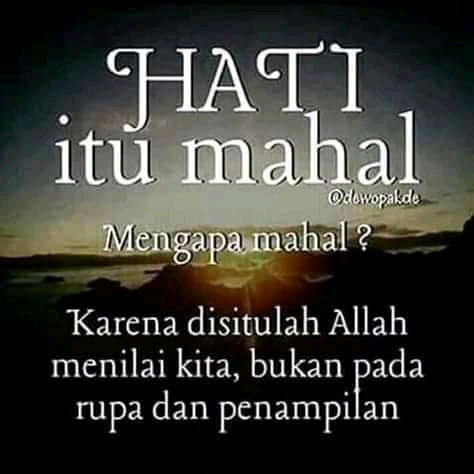 HATI
itu mahal
@dewopakde
Mengapa mahal ?
Karena disitulah Allah
menilai kita, bukan pada
rupa dan penampilan